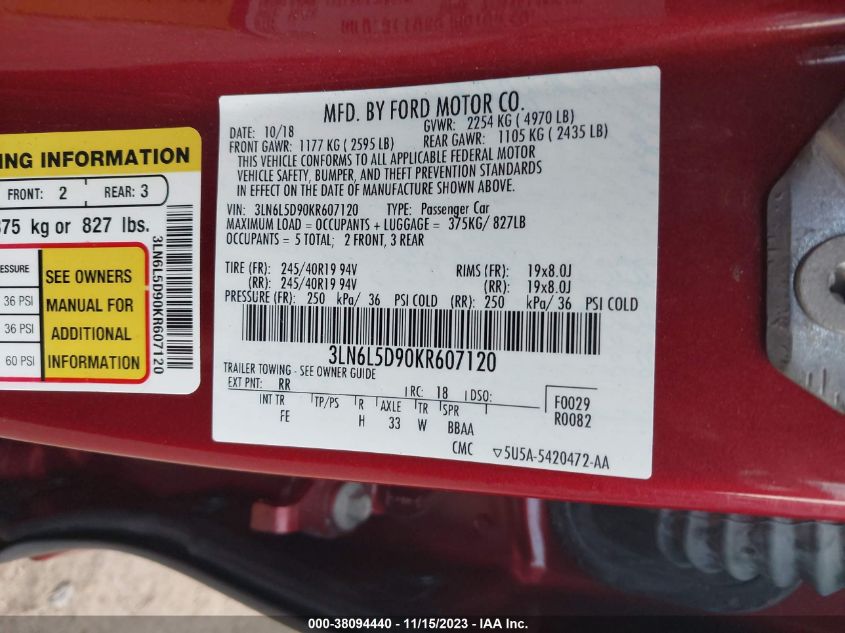 MFD. BY FORD MOTOR CO.
DATE: 10/18 GVWR: 2254 KG ( 4970 LB)
FRONT GAWR: 1177 KG ( 2595 LB) REAR GAWR: 1105 KG ( 2435 LB)
THIS VEHICLE CONFORMS TO ALL APPLICABLE FEDERAL MOTOR
VEHICLE SAFETY, BUMPER, AND THEFT PREVENTION STANDARDS
IN EFFECT ON THE DATE OF MANUFACTURE SHOWN ABOVE.
VIN: 3LN6L5D90KR607120 TYPE: Passenger Car
MAXIMUM LOAD = OCCUPANTS + LUGGAGE = 375KG/ 827LB
OCCUPANTS = 5 TOTAL; 2 FRONT, 3 REAR
TIRE (FR): 245/40R19 94V RIMS (FR): 19x8.0J
(RR): 245/40R19 94V (RR): 19x8.0J
PRESSURE (FR): 250 kPa/ 36 PSI COLD (RR): 250 kPa/ 36 PSI COLD
3LN6L5D90KR607120
TRAILER TOWING - SEE OWNER GUIDE
EXT PNT: RR RC: 18 DSO: F0029
INT TR TP/PS R AXLE TR SPR R0082
FE H 33 W BBAA
CMC ▽5U5A-5420472-AA
ING INFORMATION
FRONT: 2 REAR: 3
375 kg or 827 lbs.
SEE OWNERS
36 PSI MANUAL FOR
36 PSI ADDITIONAL
60 PSI INFORMATION
3LN6L5D90KR607120
000-38094440 - 11/15/2023 - IAA Inc.